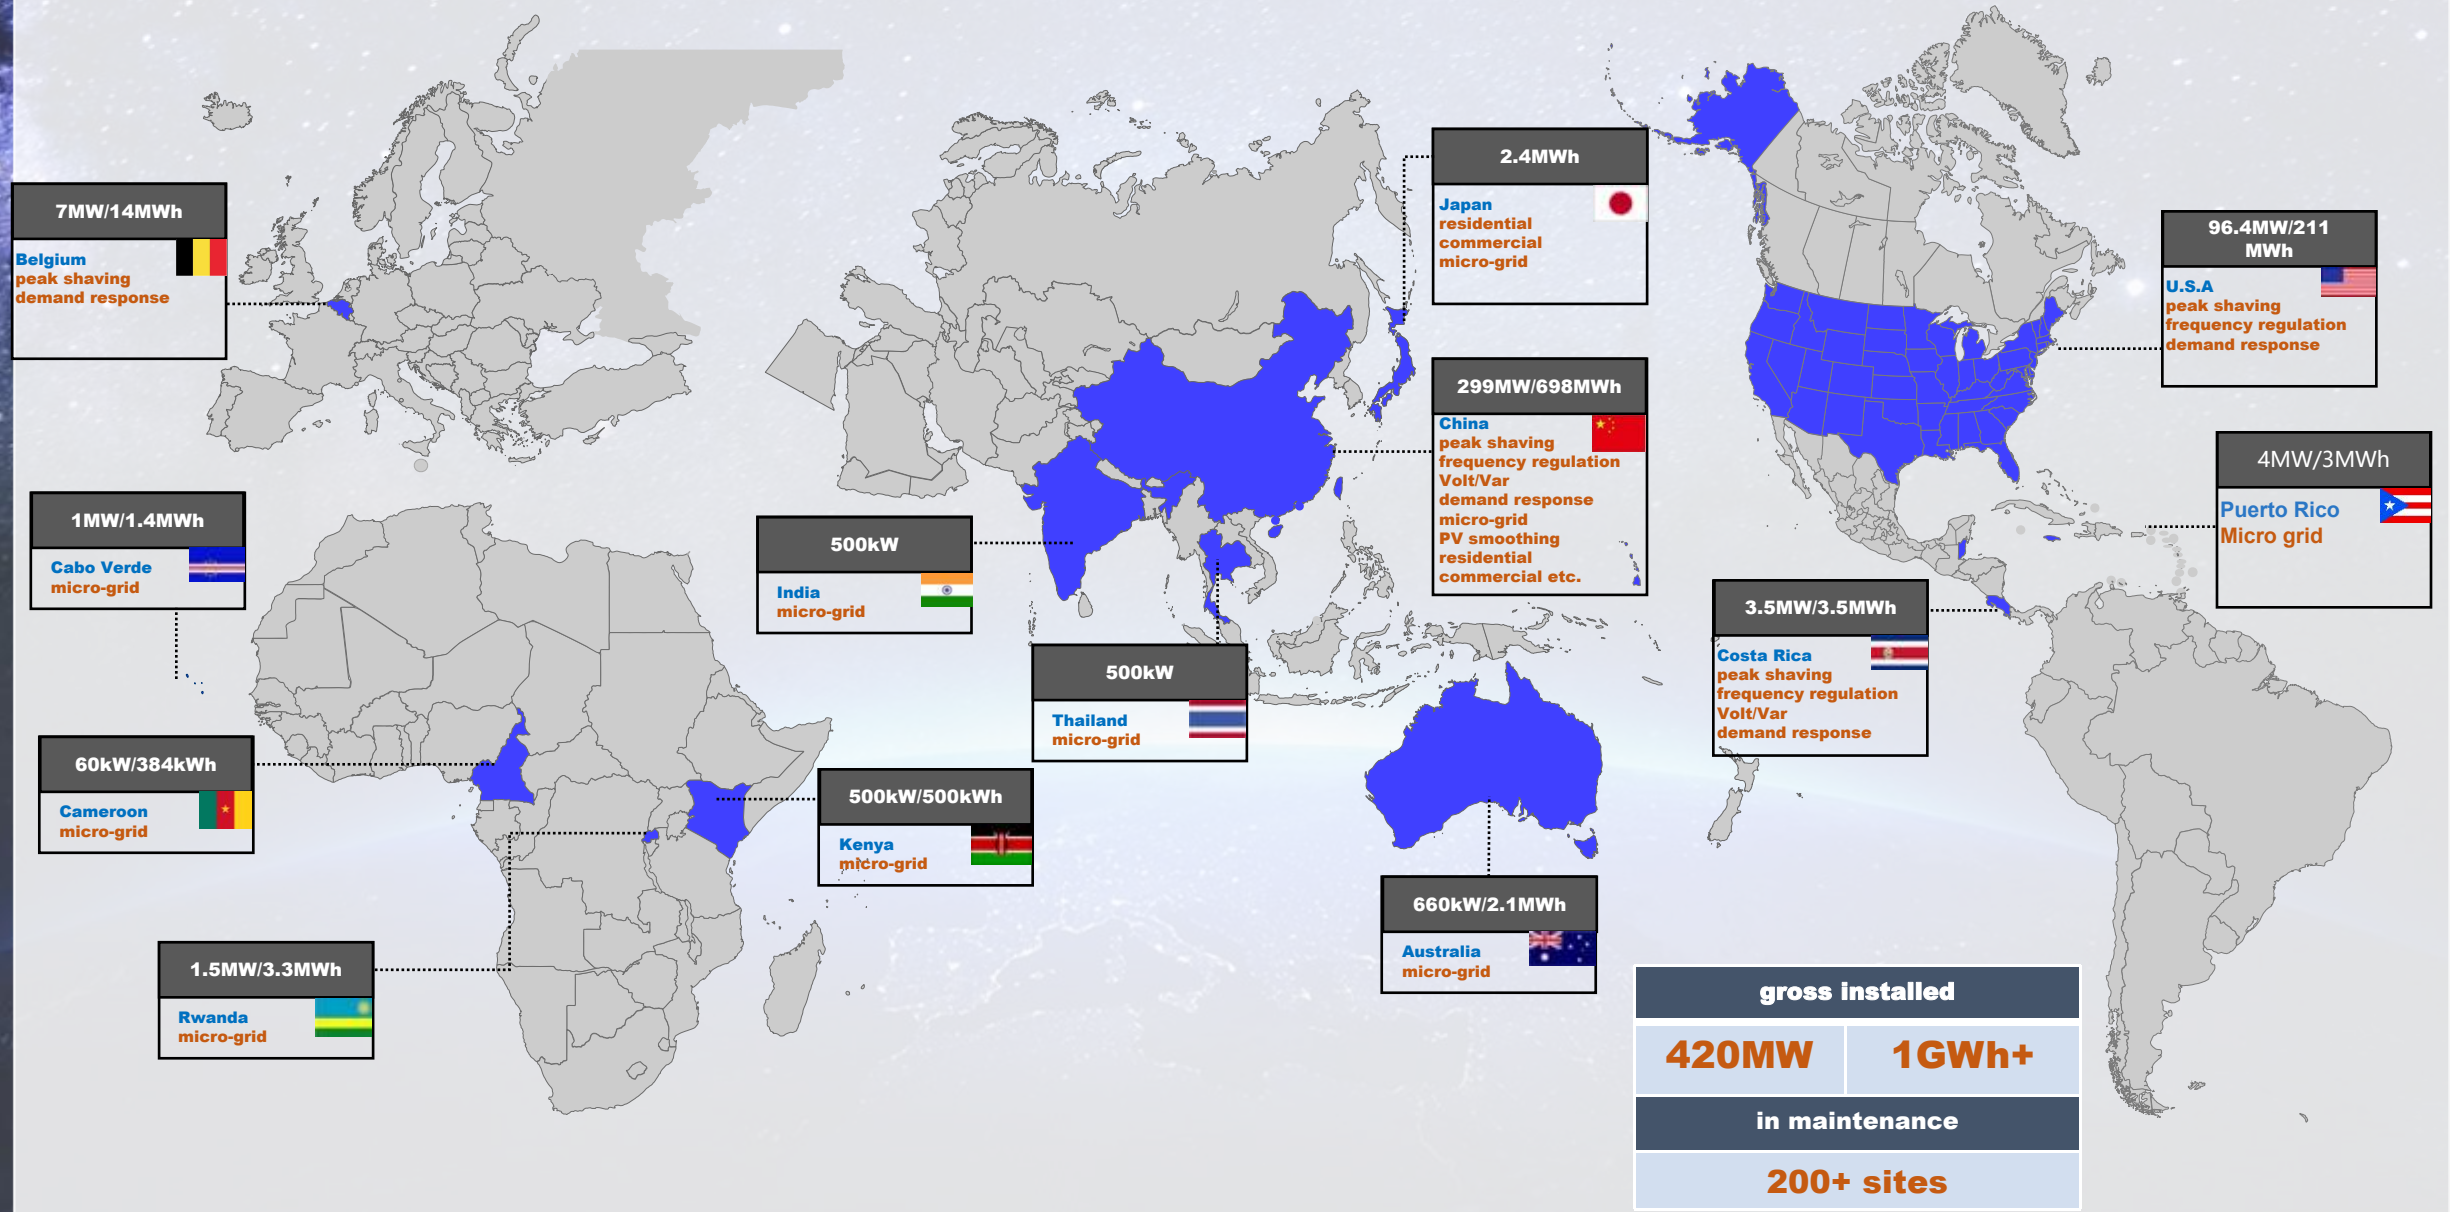 7MW/14MWh
Belgium
peak shaving
demand response
1MW/1.4MWh
Cabo Verde
micro-grid
60kW/384kWh
Cameroon
micro-grid
1.5MW/3.3MWh
Rwanda
micro-grid
500kW/500kWh
Kenya
micro-grid
500kW
India
micro-grid
500kW
Thailand
micro-grid
2.4MWh
Japan
residential
commercial
micro-grid
299MW/698MWh
China
peak shaving
frequency regulation
Volt/Var
demand response
micro-grid
PV smoothing
residential
commercial etc.
660kW/2.1MWh
Australia
micro-grid
96.4MW/211
MWh
U.S.A
peak shaving
frequency regulation
demand response
4MW/3MWh
Puerto Rico
Micro grid
3.5MW/3.5MWh
Costa Rica
peak shaving
frequency regulation
Volt/Var
demand response
gross installed
420MW
1GWh+
in maintenance
200+ sites